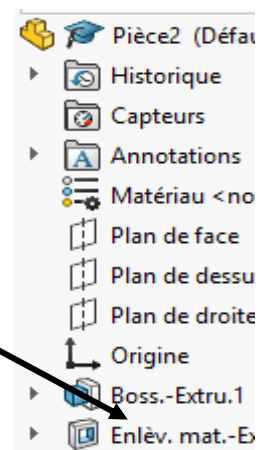 Pièce2 (Défau
Historique
Capteurs
Annotations
Matériau <no
Plan de face
Plan de dessu
Plan de droite
Origine
Boss.-Extru.1
Enlèv. mat.-Ex